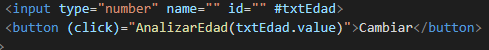 <input type="number" name="" id="" #txtEdad>
<button (click)="AnalizarEdad(txtEdad.value)">Cambiar</button>